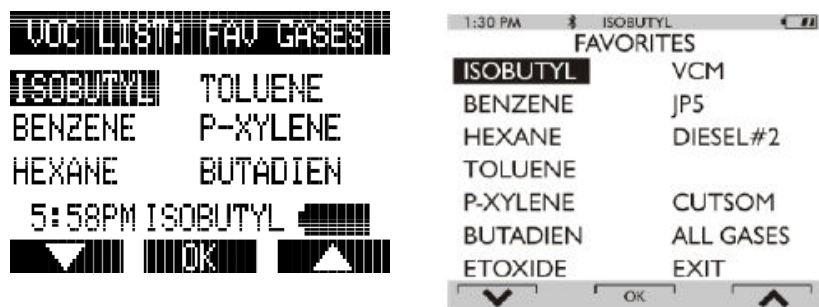 VOC LIST: FAV GASES
ISOBUTYL TOLUENE
BENZENE P-XYLENE
HEXANE BUTADIEN
5:58PM ISOBUTYL
OK
1:30 PM ISOBUTYL
FAVORITES
ISOBUTYL VCM
BENZENE JP5
HEXANE DIESEL#2
TOLUENE
P-XYLENE CUTSOM
BUTADIEN ALL GASES
ETOXIDE EXIT
OK